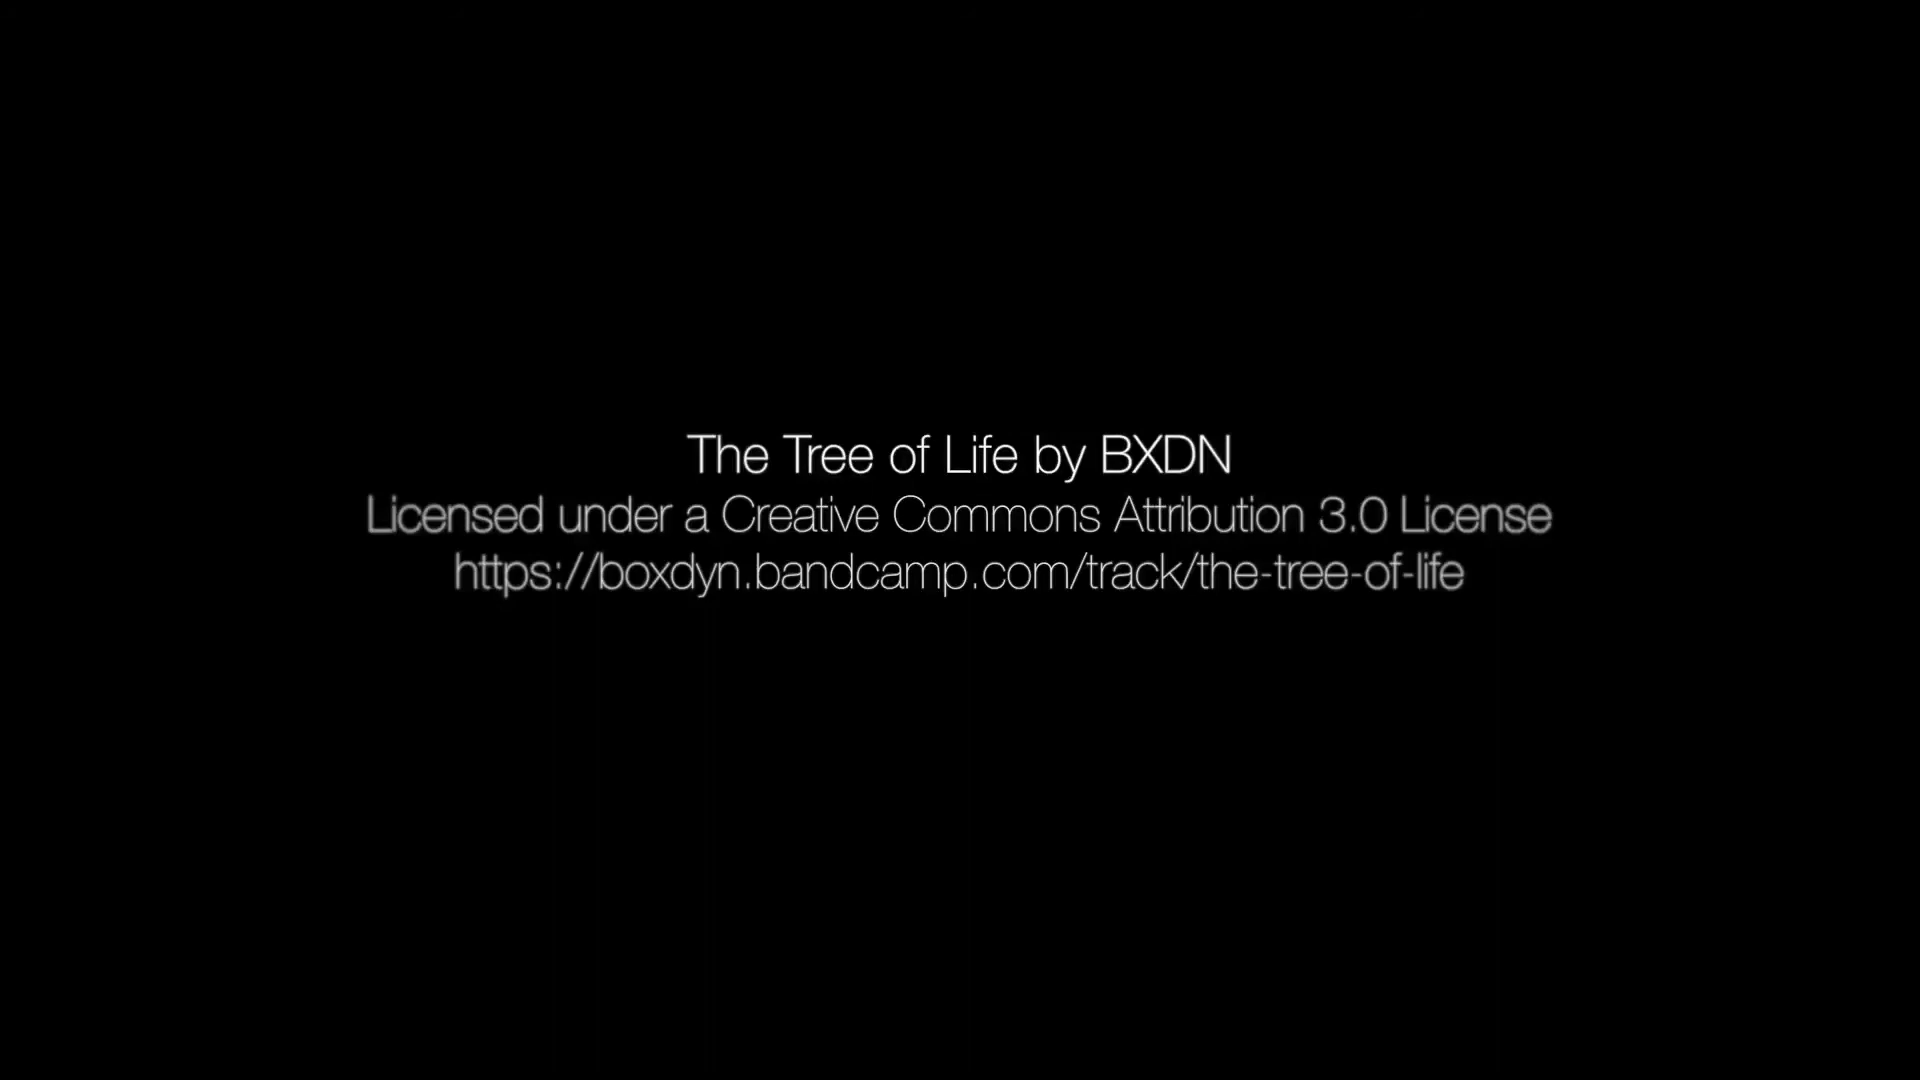 The Tree of Life by BXDN
Licensed under a Creative Commons Attribution 3.0 License
https://boxdyn.bandcamp.com/track/the-tree-of-life